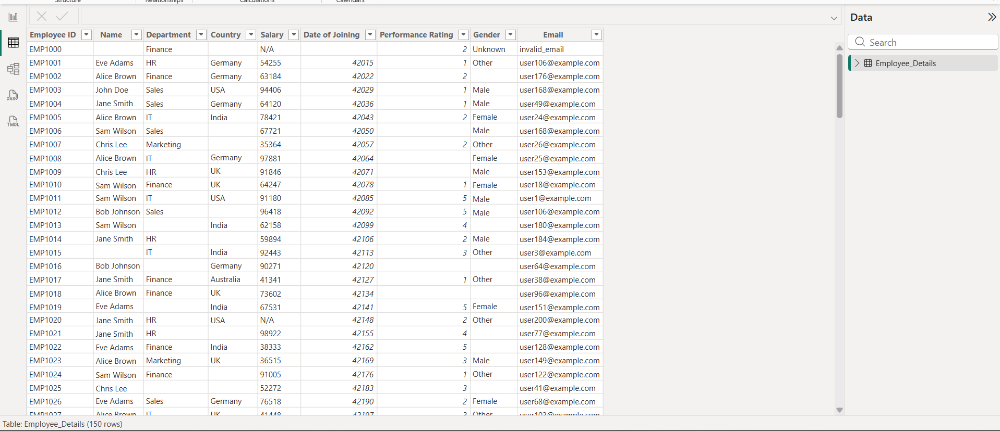 Structure Relationships Calculations Calendars
Data
Search
Employee_Details
Employee ID Name Department Country Salary Date of Joining Performance Rating Gender Email
EMP1000 Finance N/A 2 Unknown invalid_email
EMP1001 Eve Adams HR Germany 54255 42015 1 Other user106@example.com
EMP1002 Alice Brown Finance Germany 63184 42022 2 user176@example.com
EMP1003 John Doe Sales USA 94406 42029 1 Male user168@example.com
EMP1004 Jane Smith Sales Germany 64120 42036 1 Male user49@example.com
EMP1005 Alice Brown IT India 78421 42043 2 Female user24@example.com
EMP1006 Sam Wilson Sales 67721 42050 Male user168@example.com
EMP1007 Chris Lee Marketing 35364 42057 2 Other user26@example.com
EMP1008 Alice Brown IT Germany 97881 42064 Female user25@example.com
EMP1009 Chris Lee HR UK 91846 42071 Male user153@example.com
EMP1010 Sam Wilson Finance UK 64247 42078 1 Female user18@example.com
EMP1011 Sam Wilson IT USA 91180 42085 5 Male user1@example.com
EMP1012 Bob Johnson Sales 96418 42092 5 Male user106@example.com
EMP1013 Sam Wilson India 62158 42099 4 user180@example.com
EMP1014 Jane Smith HR 59894 42106 2 Male user184@example.com
EMP1015 IT India 92443 42113 3 Other user3@example.com
EMP1016 Bob Johnson Germany 90271 42120 user64@example.com
EMP1017 Jane Smith Finance Australia 41341 42127 1 Other user38@example.com
EMP1018 Alice Brown Finance UK 73602 42134 user96@example.com
EMP1019 Eve Adams India 67531 42141 5 Female user151@example.com
EMP1020 Jane Smith HR USA N/A 42148 2 Other user200@example.com
EMP1021 Jane Smith HR 98922 42155 4 user77@example.com
EMP1022 Eve Adams Finance India 38333 42162 5 user128@example.com
EMP1023 Alice Brown Marketing UK 36515 42169 3 Male user149@example.com
EMP1024 Sam Wilson Finance 91005 42176 1 Other user122@example.com
EMP1025 Chris Lee 52272 42183 3 user41@example.com
EMP1026 Eve Adams Sales Germany 76518 42190 2 Female user68@example.com
EMP1027 Alice Brown IT UK 41448 42197 Other user103@example.com
DAX
TMDL
Table: Employee_Details (150 rows)